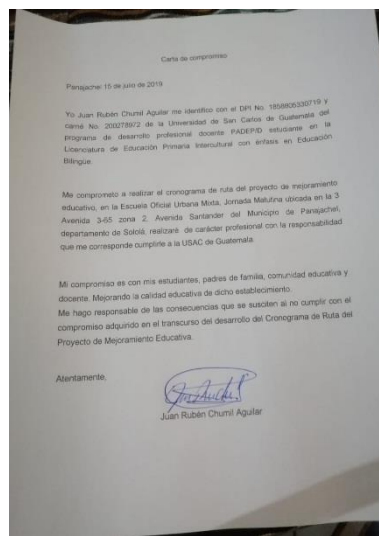 Carta de compromiso
Panajachel 15 de julio de 2019
Yo Juan Rubén Chumil Aguilar me identifico con el DPI No. 1858806330719 y
carné No. 200278972 de la Universidad de San Carlos de Guatemala del
programa de desarrollo profesional docente PADEP/D estudiante en la
Licenciatura de Educación Primaria Intercultural con énfasis en Educación
Bilingüe.
Me comprometo a realizar el cronograma de ruta del proyecto de mejoramiento
educativo, en la Escuela Oficial Urbana Mixta, Jornada Matutina ubicada en la 3
Avenida 3-65 zona 2, Avenida Santander del Municipio de Panajachel,
departamento de Sololá, realizaré de carácter profesional con la responsabilidad
que me corresponde cumplirle a la USAC de Guatemala.
Mi compromiso es con mis estudiantes, padres de familia, comunidad educativa y
docente. Mejorando la calidad educativa de dicho establecimiento.
Me hago responsable de las consecuencias que se susciten al no cumplir con el
compromiso adquirido en el transcurso del desarrollo del Cronograma de Ruta del
Proyecto de Mejoramiento Educativa.
Atentamente,
Juan Rubén Chumil Aguilar